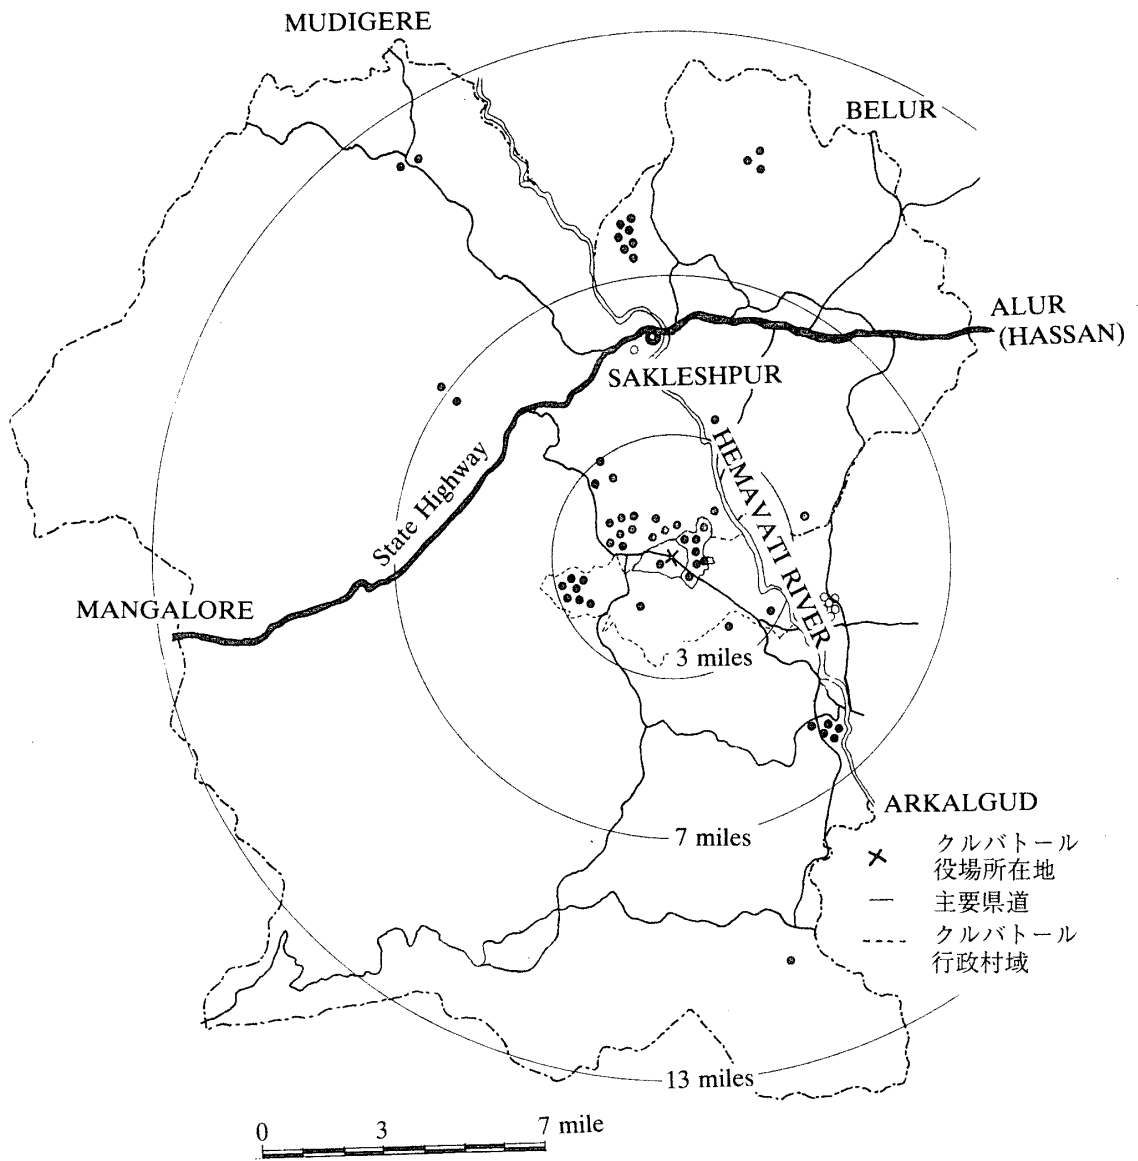 MUDIGERE
BELUR
ALUR
(HASSAN)
SAKLESHPUR
HEMAVATI RIVER
State Highway
MANGALORE
3 miles
ARKALGUD
7 miles
クルバトール
役場所在地
主要県道
クルバトール
行政村域
13 miles
0 3 7 mile